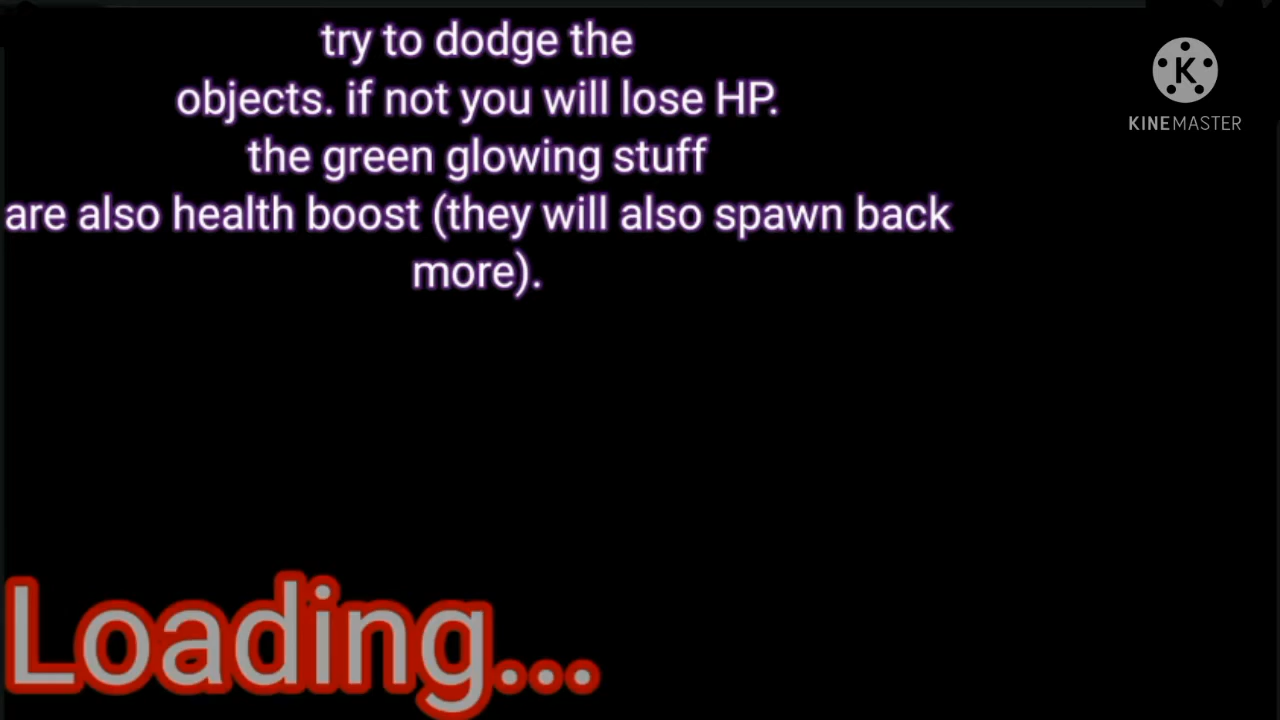 try to dodge the
objects. if not you will lose HP.
the green glowing stuff
are also health boost (they will also spawn back
more).
K
KINEMASTER
Loading...